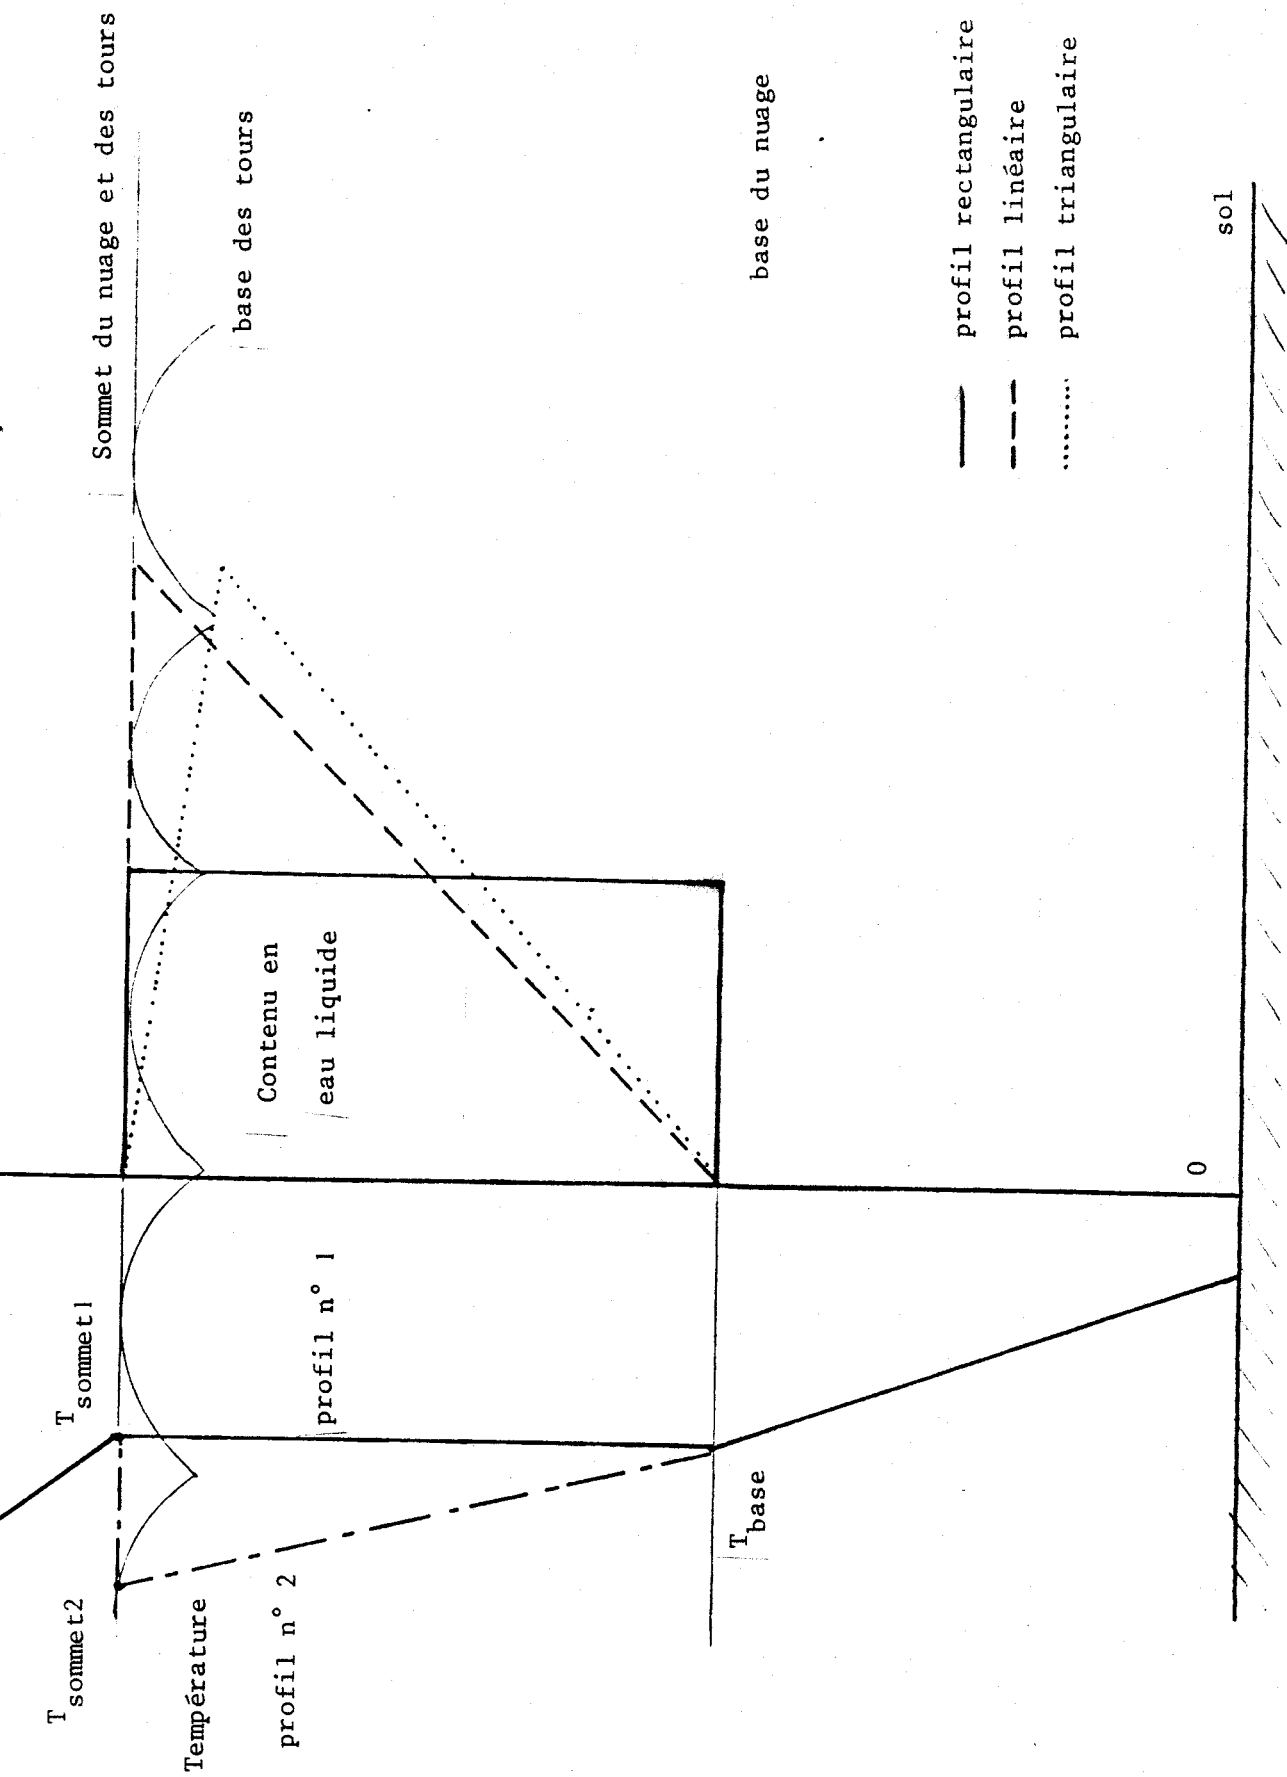 Sommet du nuage et des tours
base des tours
base du nuage
profil rectangulaire
profil linéaire
profil triangulaire
sol
Contenu en
eau liquide
0
T sommet1
profil n° 1
T sommet2
Température
profil n° 2
T base